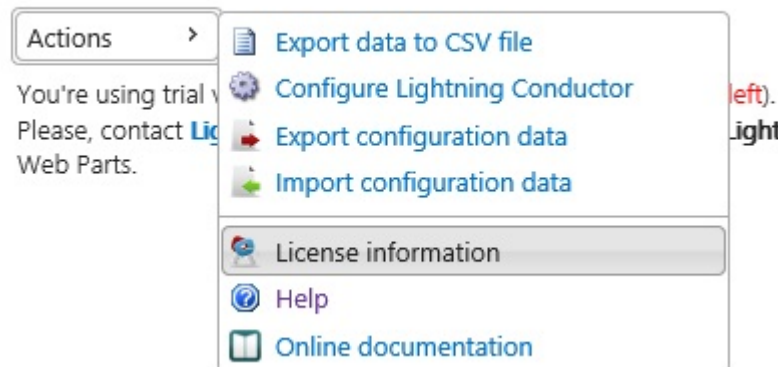 Actions >
Export data to CSV file
Configure Lightning Conductor
Export configuration data
Import configuration data
License information
Help
Online documentation
You're using trial left).
Please, contact
Web Parts.